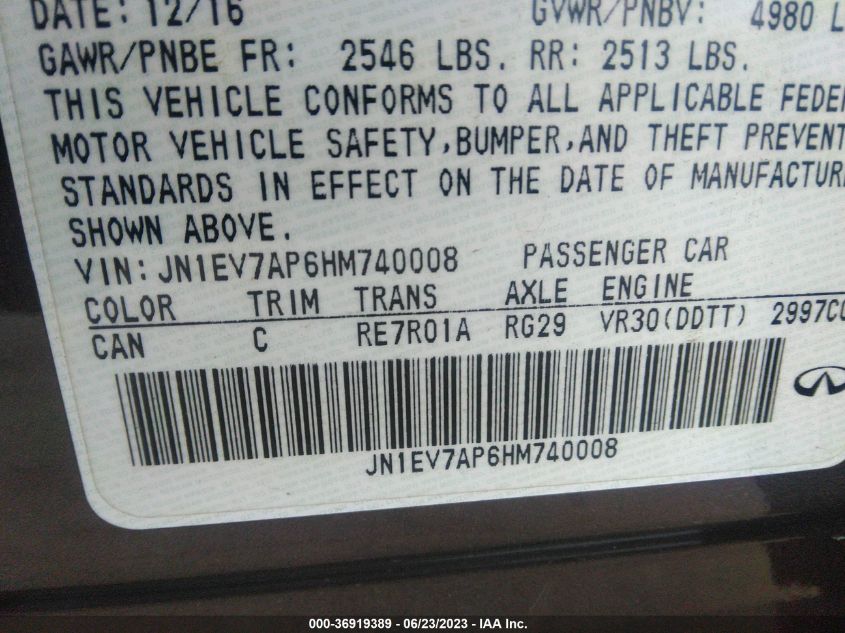 DATE: 12/16 GVWR/PNBV: 4980 L
GAWR/PNBE FR: 2546 LBS. RR: 2513 LBS.
THIS VEHICLE CONFORMS TO ALL APPLICABLE FEDE
MOTOR VEHICLE SAFETY,BUMPER,AND THEFT PREVENT
STANDARDS IN EFFECT ON THE DATE OF MANUFACTUR
SHOWN ABOVE.
VIN:JN1EV7AP6HM740008 PASSENGER CAR
COLOR TRIM TRANS AXLE ENGINE
CAN C RE7R01A RG29 VR30(DDTT) 2997CC
JN1EV7AP6HM740008
000-36919389 - 06/23/2023 - IAA Inc.